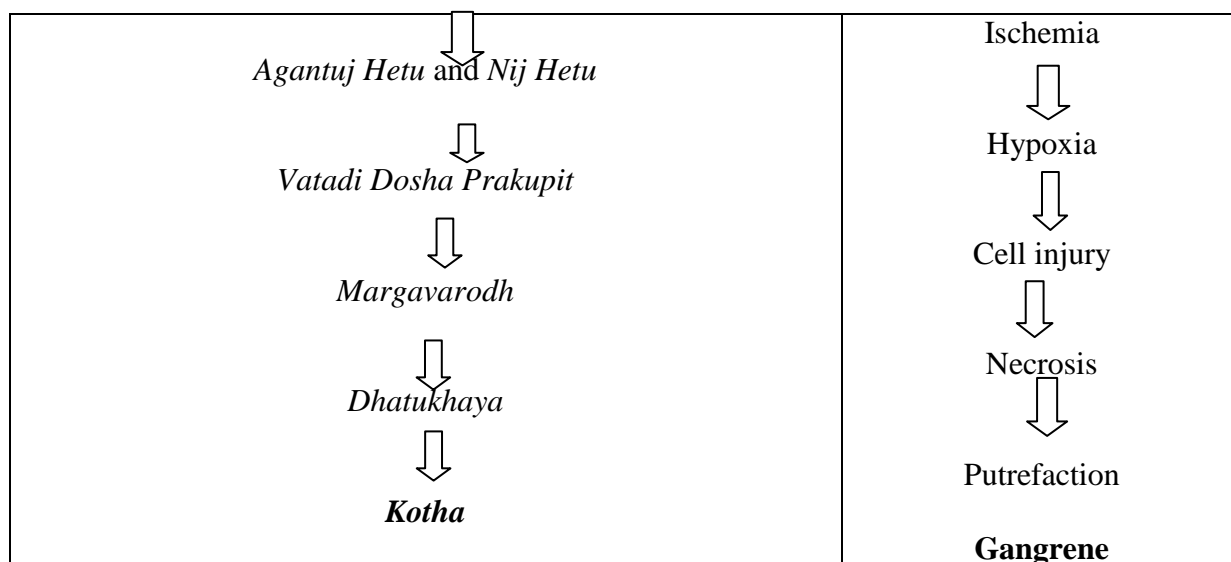 Agantuj Hetu and Nij Hetu
Vatadi Dosha Prakupit
Margavarodh
Dhatukhaya
Kotha
Ischemia
Hypoxia
Cell injury
Necrosis
Putrefaction
Gangrene